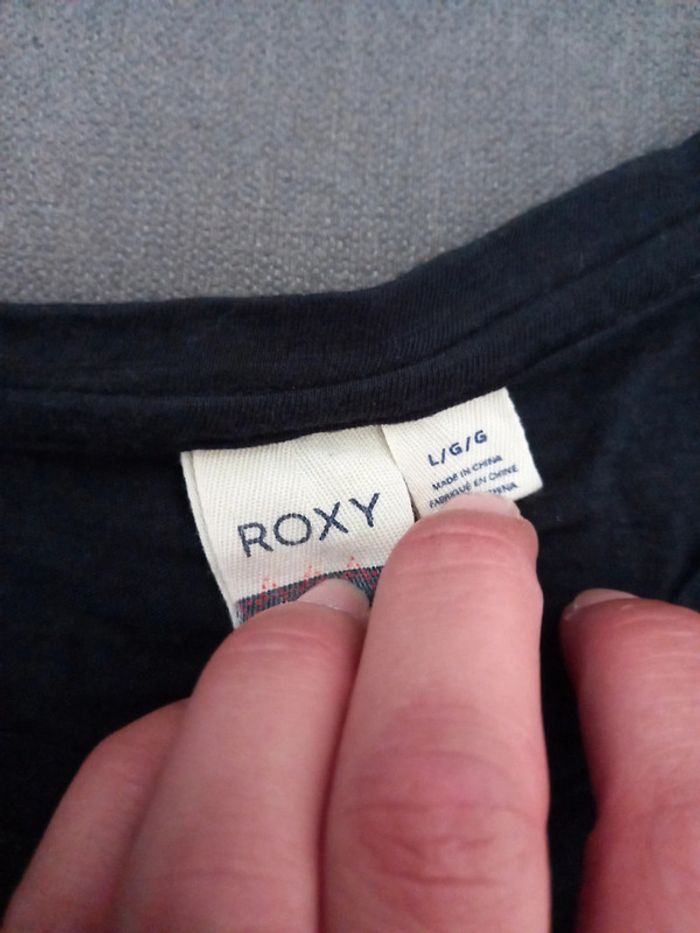 ROXY
L/G/G
MADE IN CHINA
FABRIQUÉ EN CHINE